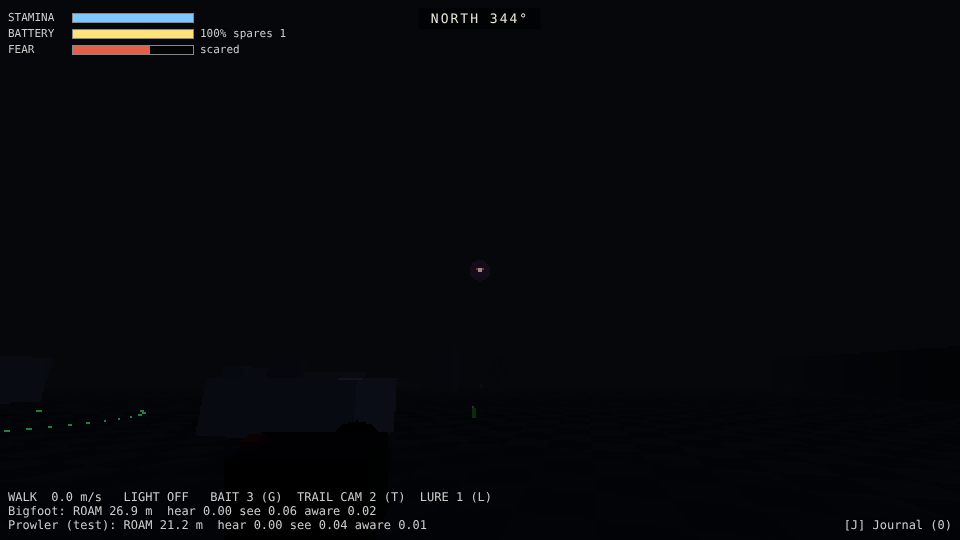 STAMINA
NORTH 344°
BATTERY 100% spares 1
FEAR scared
WALK 0.0 m/s LIGHT OFF BAIT 3 (G) TRAIL CAM 2 (T) LURE 1 (L)
Bigfoot: ROAM 26.9 m hear 0.00 see 0.06 aware 0.02
Prowler (test): ROAM 21.2 m hear 0.00 see 0.04 aware 0.01
[J] Journal (0)